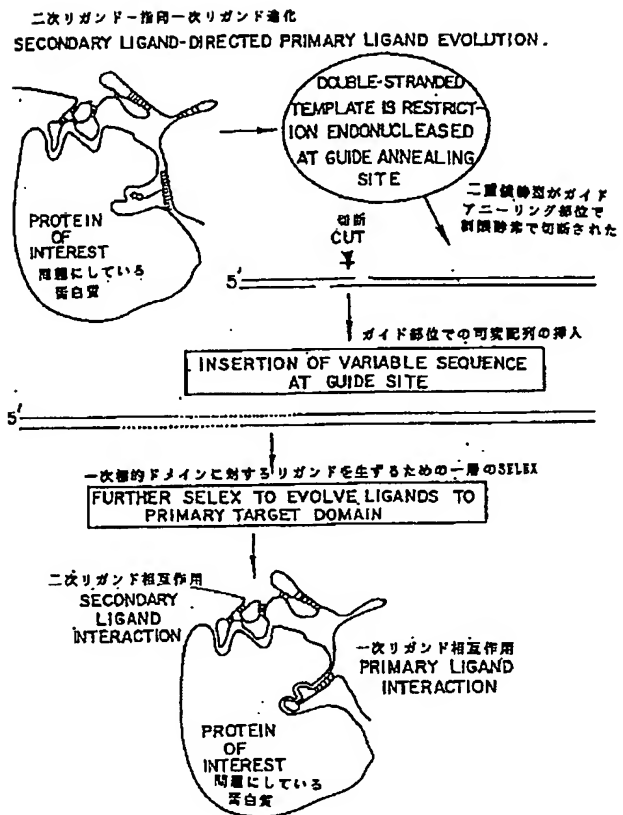 二次リガンド-指向一次リガンド進化
SECONDARY LIGAND-DIRECTED PRIMARY LIGAND EVOLUTION.
DOUBLE-STRANDED
TEMPLATE IS RESTRICT-
ION ENDONUCLEASED
AT GUIDE ANNEALING
SITE
PROTEIN
OF
INTEREST
問題にしている
蛋白質
二重鎖鋳型がガイド
アニーリング部位で
制限酵素で切断された
切断
CUT
5'
ガイド部位での可変配列の挿入
INSERTION OF VARIABLE SEQUENCE
AT GUIDE SITE
5'
一次標的ドメインに対するリガンドを生ずるための一層のSELEX
FURTHER SELEX TO EVOLVE LIGANDS TO
PRIMARY TARGET DOMAIN
二次リガンド相互作用
SECONDARY
LIGAND
INTERACTION
一次リガンド相互作用
PRIMARY LIGAND
INTERACTION
PROTEIN
OF
INTEREST
問題にしている
蛋白質